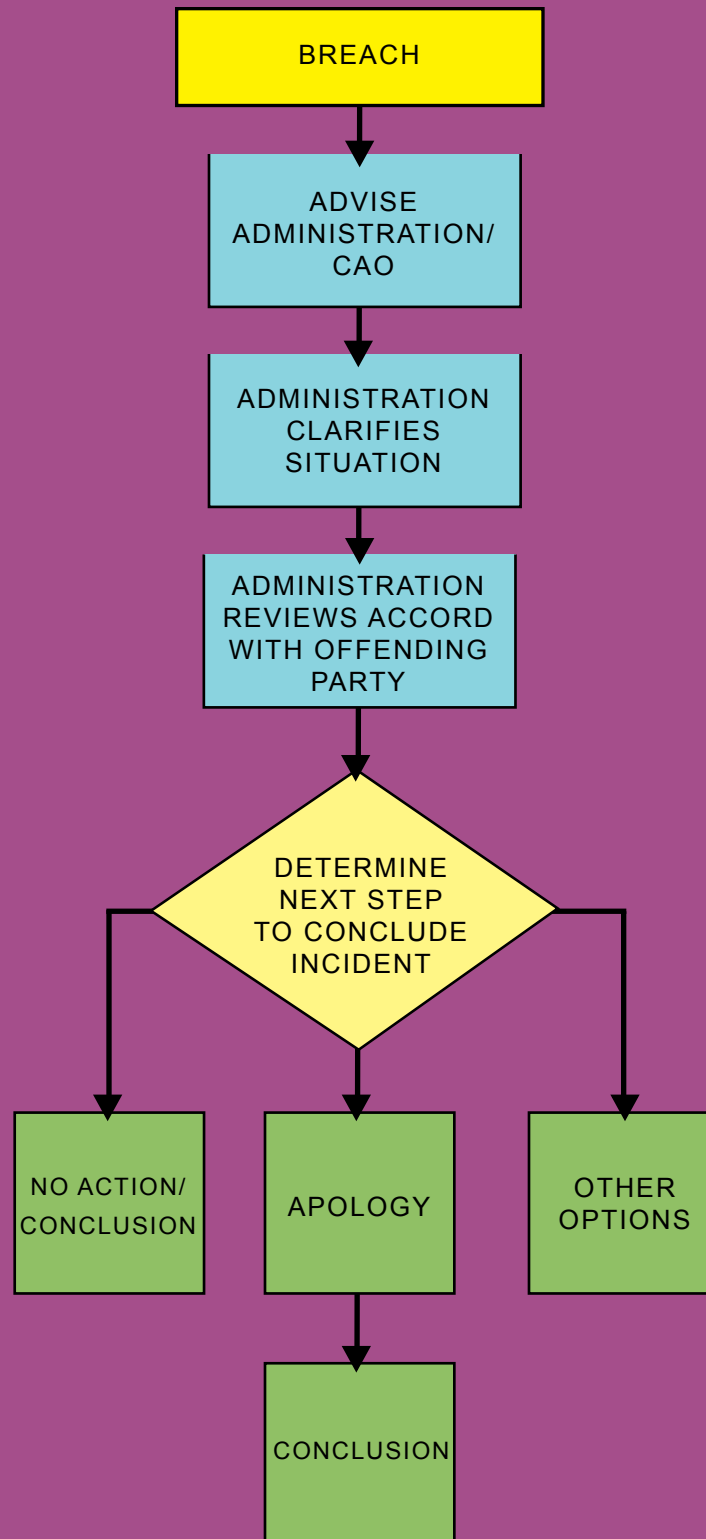 BREACH
ADVISE
ADMINISTRATION/
CAO
ADMINISTRATION
CLARIFIES
SITUATION
ADMINISTRATION
REVIEWS ACCORD
WITH OFFENDING
PARTY
DETERMINE
NEXT STEP
TO CONCLUDE
INCIDENT
NO ACTION/
CONCLUSION
APOLOGY
OTHER
OPTIONS
CONCLUSION